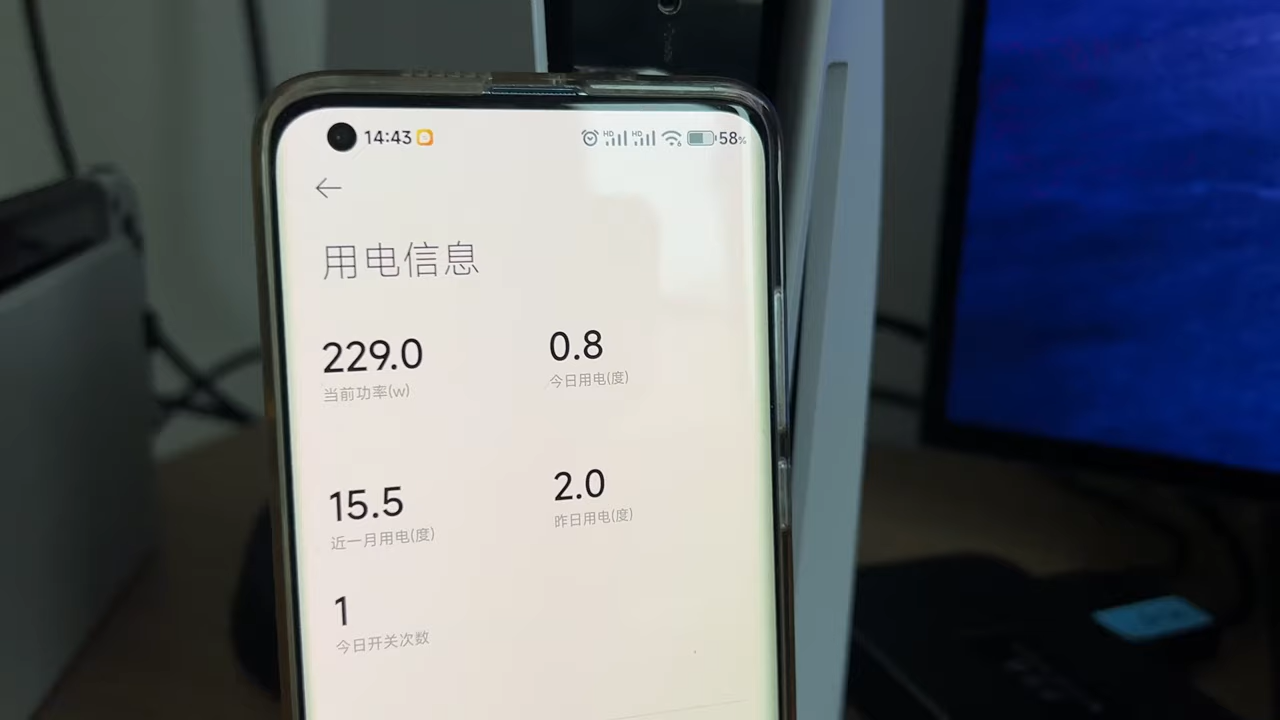 14:43 HD HD 58%
用电信息
229.0 0.8
当前功率(w) 今日用电(度)
15.5 2.0
近一月用电(度) 昨日用电(度)
1
今日开关次数